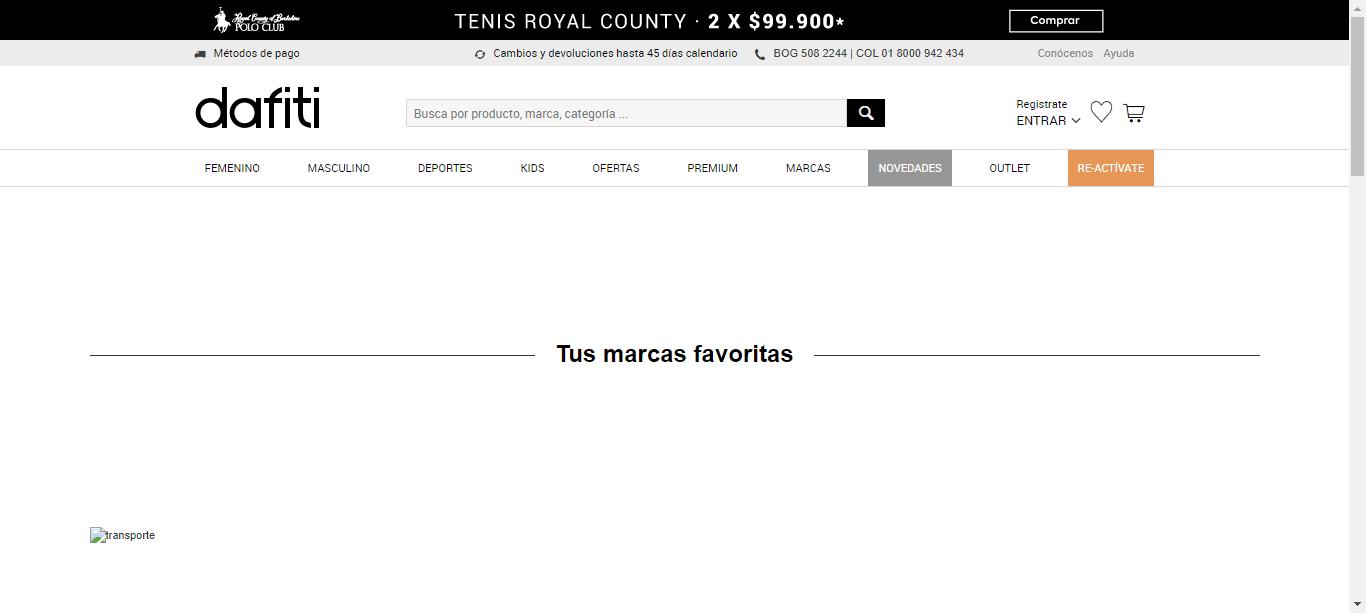 Royal County of Berkshire
POLO CLUB
TENIS ROYAL COUNTY · 2 X $99.900*
Comprar
Métodos de pago
Cambios y devoluciones hasta 45 días calendario
BOG 508 2244 | COL 01 8000 942 434
Conócenos
Ayuda
dafiti
Busca por producto, marca, categoría ...
Registrate
ENTRAR
FEMENINO
MASCULINO
DEPORTES
KIDS
OFERTAS
PREMIUM
MARCAS
NOVEDADES
OUTLET
RE-ACTÍVATE
Tus marcas favoritas
transporte